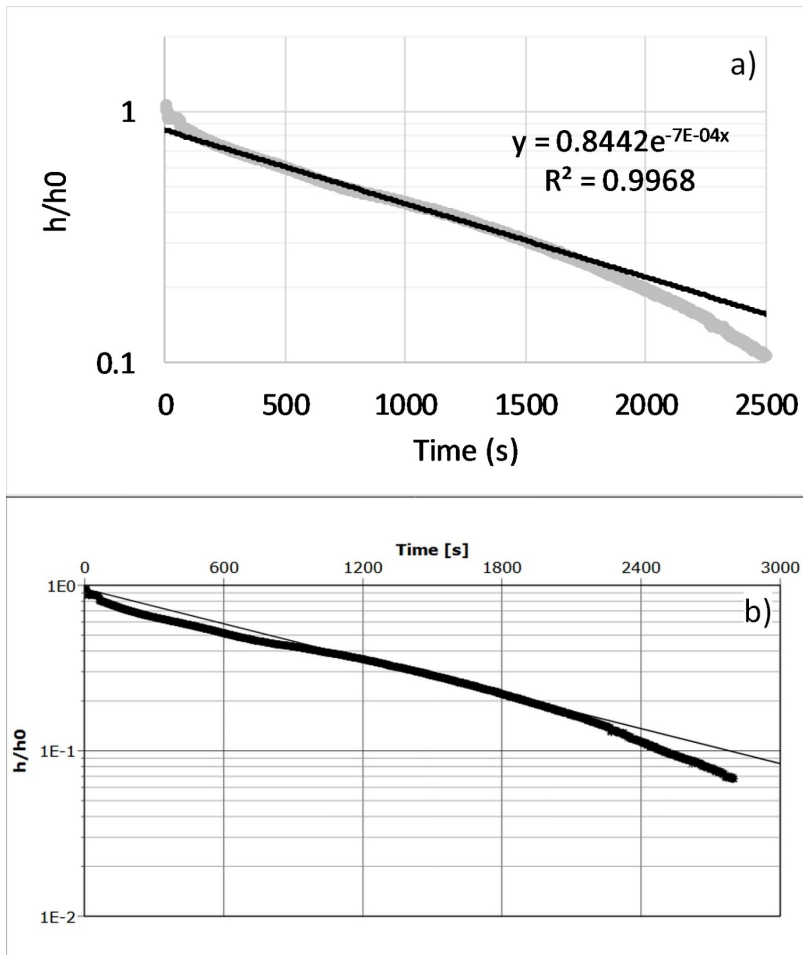 a)
1
y = 0.8442e^-7E-04x
R² = 0.9968
h/h0
0.1
0 500 1000 1500 2000 2500
Time (s)
Time [s]
0 600 1200 1800 2400 3000
1E0
b)
h/h0
1E-1
1E-2